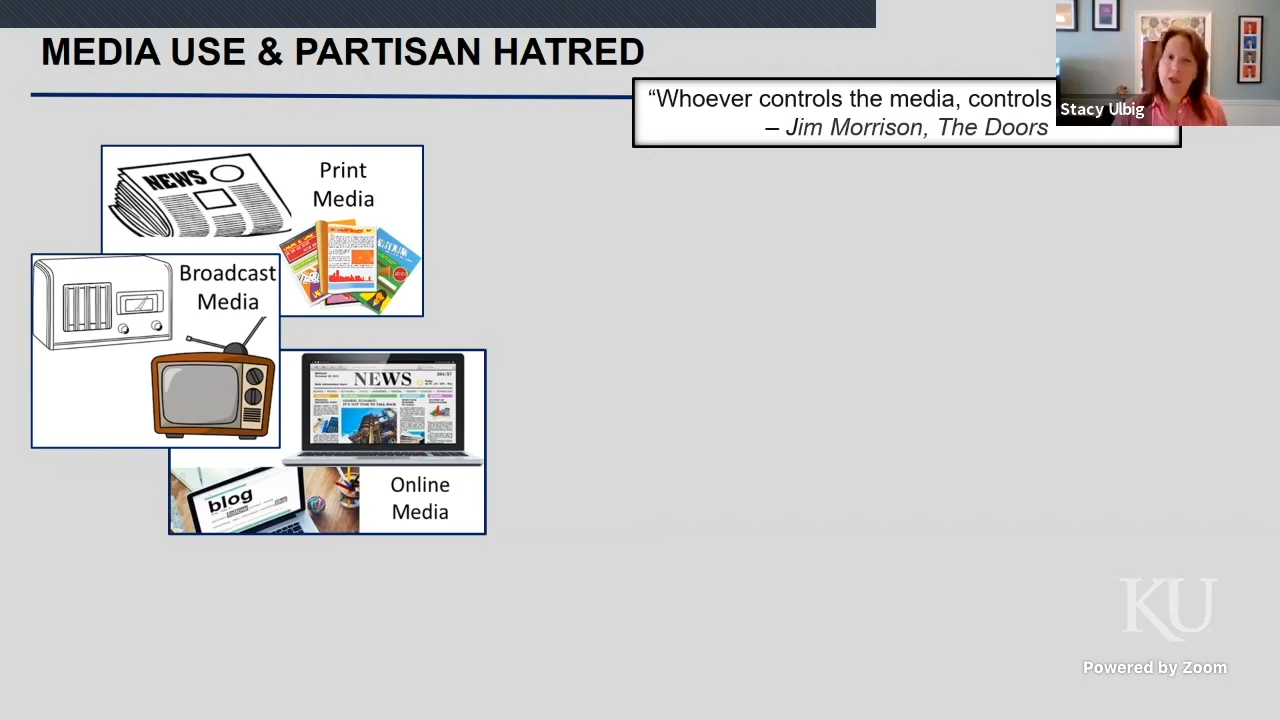 MEDIA USE & PARTISAN HATRED
Stacy Ulbig
“Whoever controls the media, controls
– Jim Morrison, The Doors
NEWS
Print
Media
Broadcast
Media
NEWS
blog
Online
Media
KU
Powered by Zoom